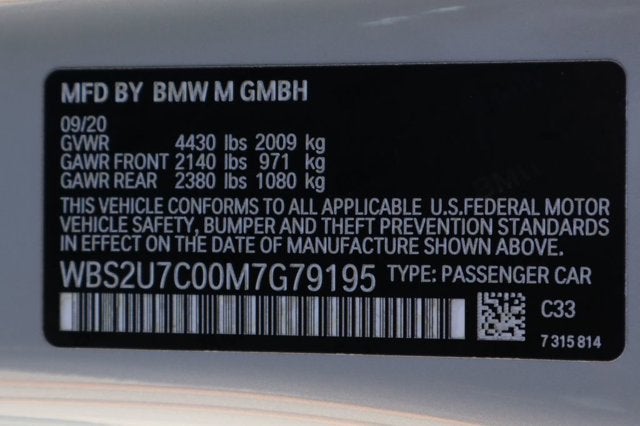 MFD BY BMW M GMBH
09/20
GVWR 4430 lbs 2009 kg
GAWR FRONT 2140 lbs 971 kg
GAWR REAR 2380 lbs 1080 kg
THIS VEHICLE CONFORMS TO ALL APPLICABLE U.S.FEDERAL MOTOR
VEHICLE SAFETY, BUMPER AND THEFT PREVENTION STANDARDS
IN EFFECT ON THE DATE OF MANUFACTURE SHOWN ABOVE.
WBS2U7C00M7G79195 TYPE: PASSENGER CAR
C33
7 315 814